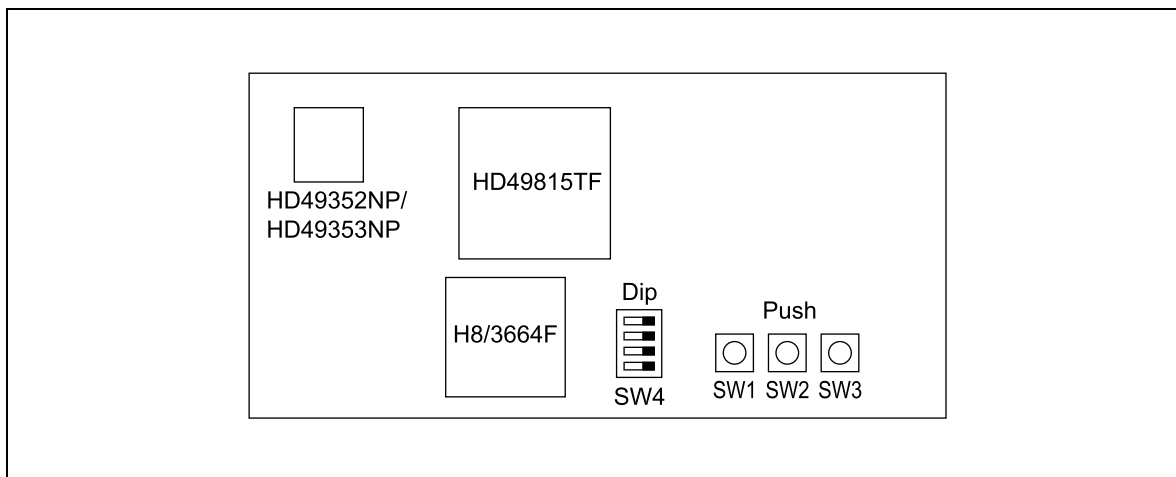 HD49352NP/
HD49353NP
HD49815TF
H8/3664F
Dip
SW4
Push
SW1 SW2 SW3